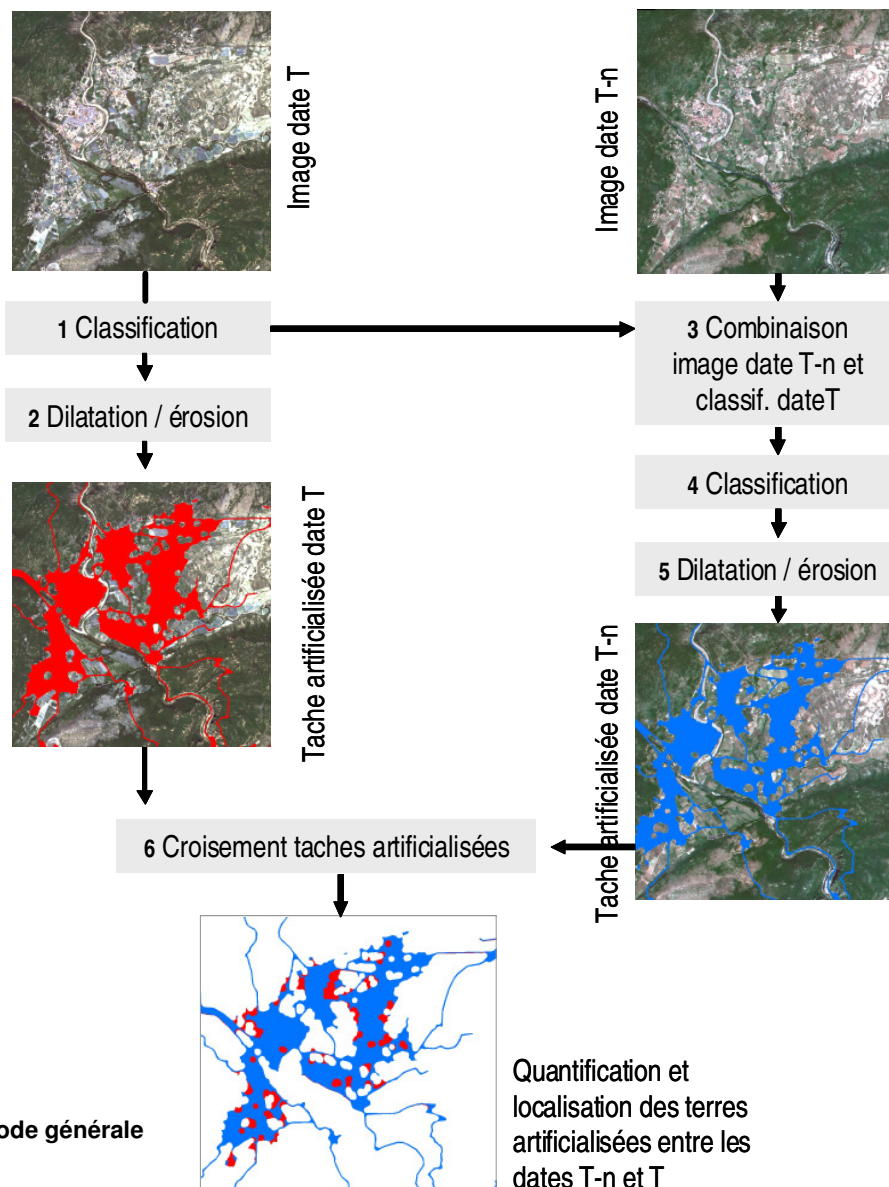 Image date T
Image date T-n
1 Classification
3 Combinaison
image date T-n et
classif. dateT
2 Dilatation / érosion
4 Classification
5 Dilatation / érosion
Tache artificialisée date T
Tache artificialisée date T-n
6 Croisement taches artificialisées
Quantification et
localisation des terres
artificialisées entre les
dates T-n et T
ode générale